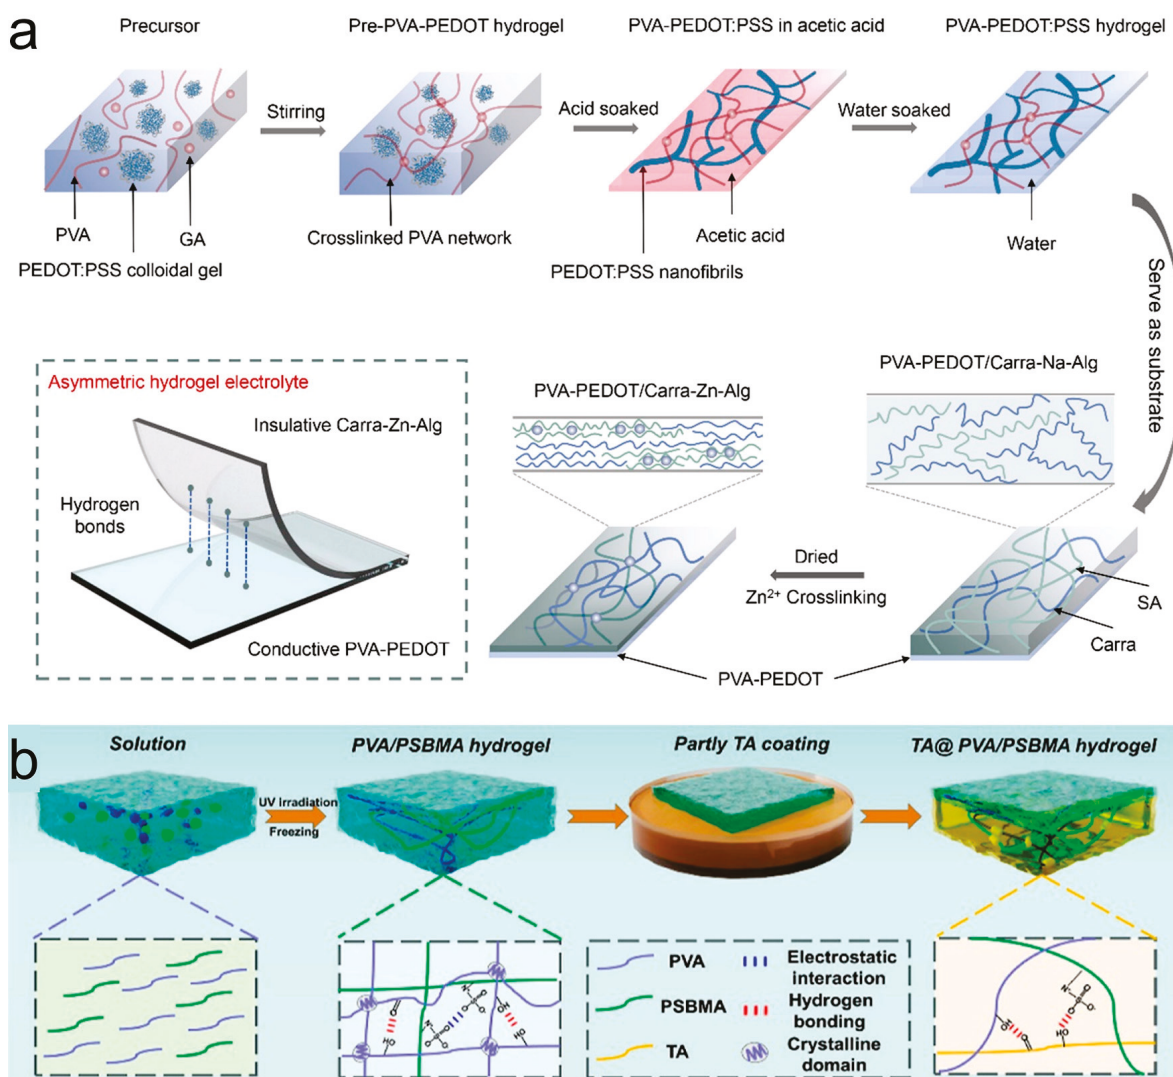 a
Precursor
Pre-PVA-PEDOT hydrogel
PVA-PEDOT:PSS in acetic acid
PVA-PEDOT:PSS hydrogel
Stirring
Acid soaked
Water soaked
PVA
GA
PEDOT:PSS colloidal gel
Crosslinked PVA network
Acetic acid
PEDOT:PSS nanofibrils
Water
Serve as substrate
Asymmetric hydrogel electrolyte
Insulative Carra-Zn-Alg
Hydrogen
bonds
Conductive PVA-PEDOT
PVA-PEDOT/Carra-Zn-Alg
PVA-PEDOT/Carra-Na-Alg
Dried
Zn²⁺ Crosslinking
SA
Carra
PVA-PEDOT
b
Solution
PVA/PSBMA hydrogel
Partly TA coating
TA@ PVA/PSBMA hydrogel
UV Irradiation
Freezing
PVA
Electrostatic
interaction
PSBMA
Hydrogen
bonding
TA
Crystalline
domain